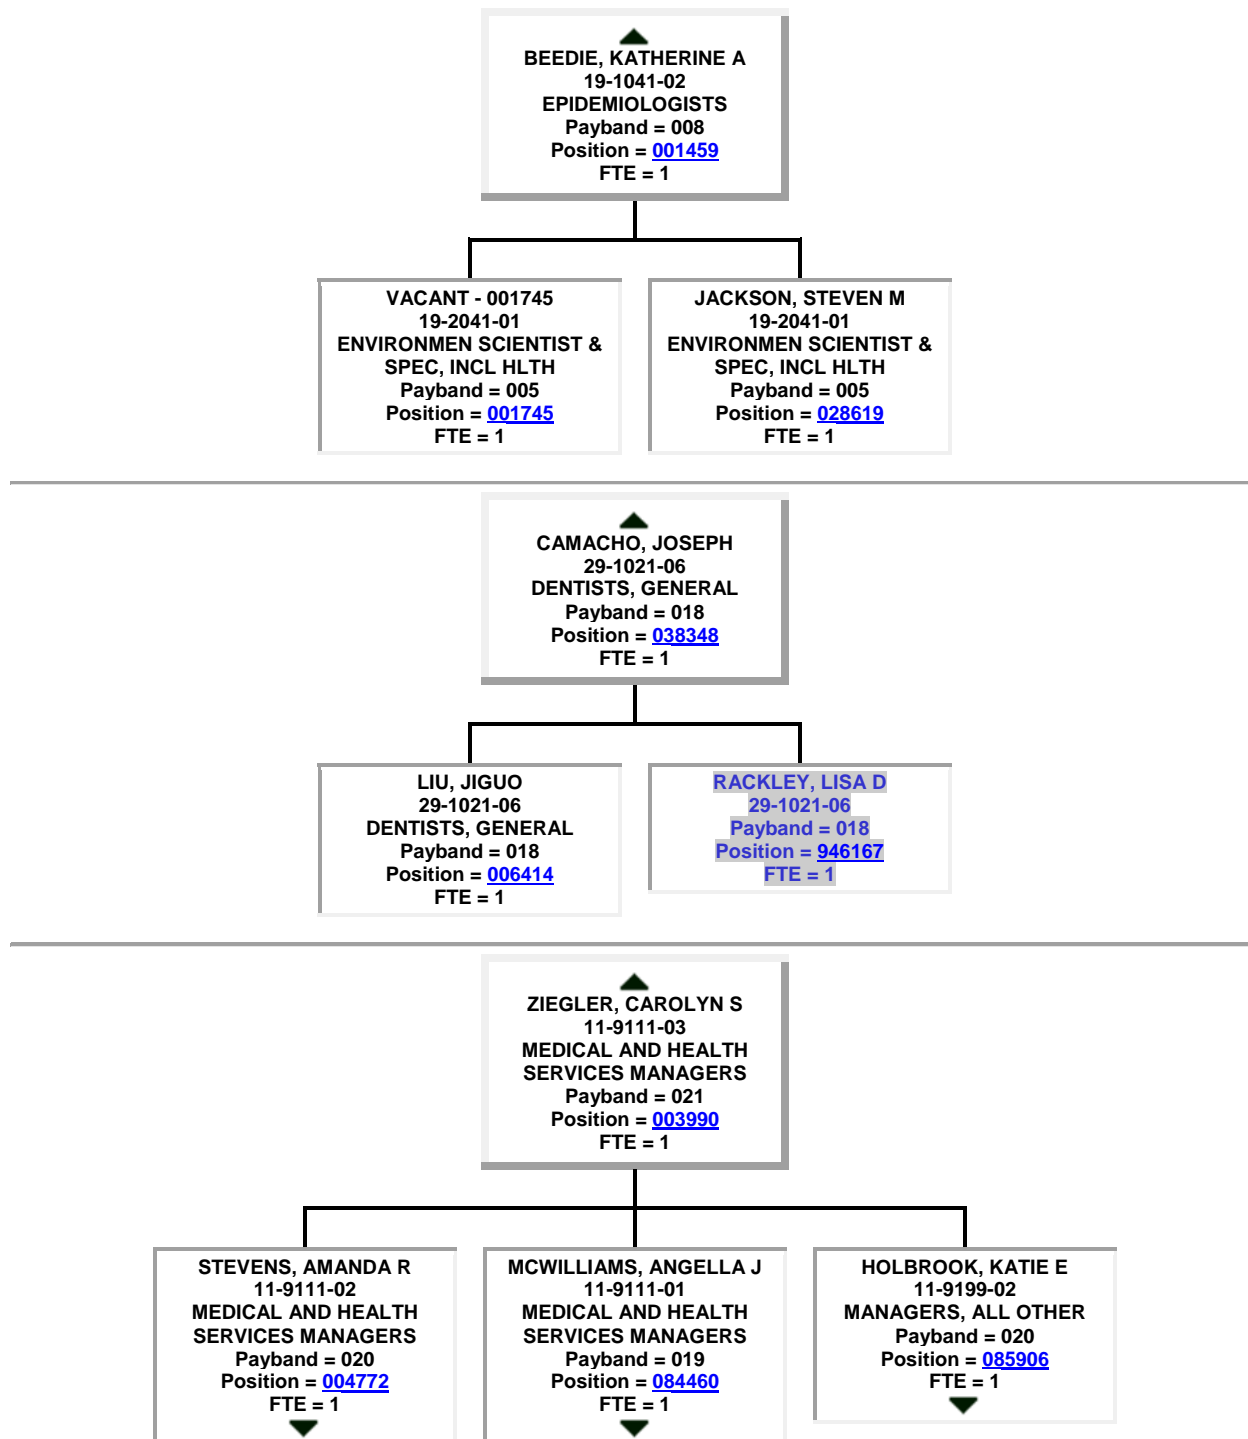 BEEDIE, KATHERINE A
19-1041-02
EPIDEMIOLOGISTS
Payband = 008
Position = 001459
FTE = 1
VACANT - 001745
19-2041-01
ENVIRONMEN SCIENTIST &
SPEC, INCL HLTH
Payband = 005
Position = 001745
FTE = 1
JACKSON, STEVEN M
19-2041-01
ENVIRONMEN SCIENTIST &
SPEC, INCL HLTH
Payband = 005
Position = 028619
FTE = 1
CAMACHO, JOSEPH
29-1021-06
DENTISTS, GENERAL
Payband = 018
Position = 038348
FTE = 1
LIU, JIGUO
29-1021-06
DENTISTS, GENERAL
Payband = 018
Position = 006414
FTE = 1
RACKLEY, LISA D
29-1021-06
Payband = 018
Position = 946167
FTE = 1
ZIEGLER, CAROLYN S
11-9111-03
MEDICAL AND HEALTH
SERVICES MANAGERS
Payband = 021
Position = 003990
FTE = 1
STEVENS, AMANDA R
11-9111-02
MEDICAL AND HEALTH
SERVICES MANAGERS
Payband = 020
Position = 004772
FTE = 1
MCWILLIAMS, ANGELLA J
11-9111-01
MEDICAL AND HEALTH
SERVICES MANAGERS
Payband = 019
Position = 084460
FTE = 1
HOLBROOK, KATIE E
11-9199-02
MANAGERS, ALL OTHER
Payband = 020
Position = 085906
FTE = 1